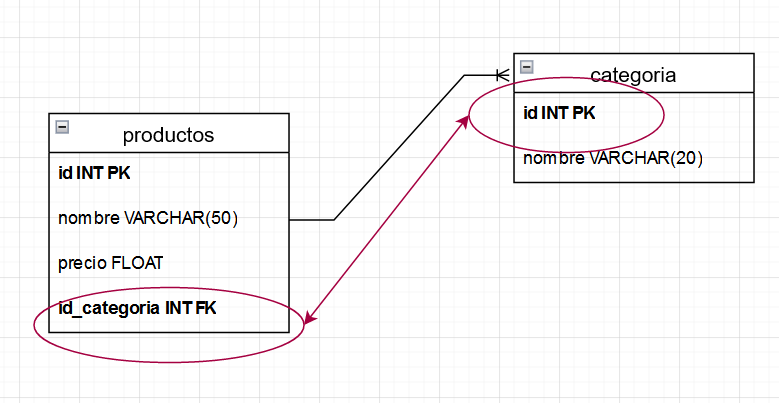 productos
id INT PK
nombre VARCHAR(50)
precio FLOAT
id_categoria INT FK
categoria
id INT PK
nombre VARCHAR(20)